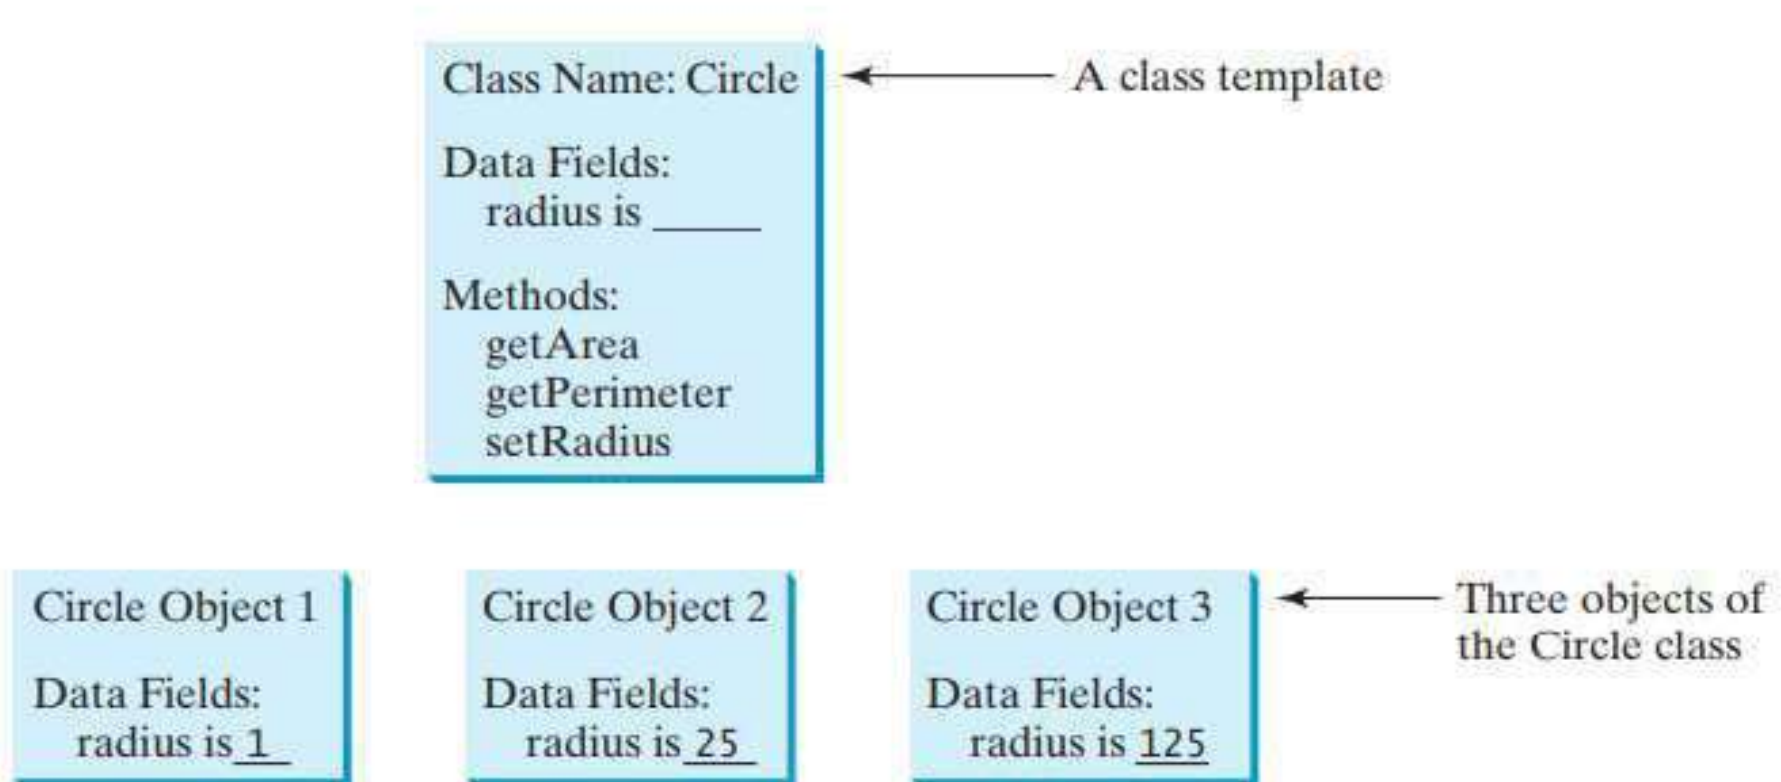 Class Name: Circle
A class template
Data Fields:
radius is _____
Methods:
getArea
getPerimeter
setRadius
Circle Object 1
Data Fields:
radius is 1
Circle Object 2
Data Fields:
radius is 25
Circle Object 3
Data Fields:
radius is 125
Three objects of
the Circle class